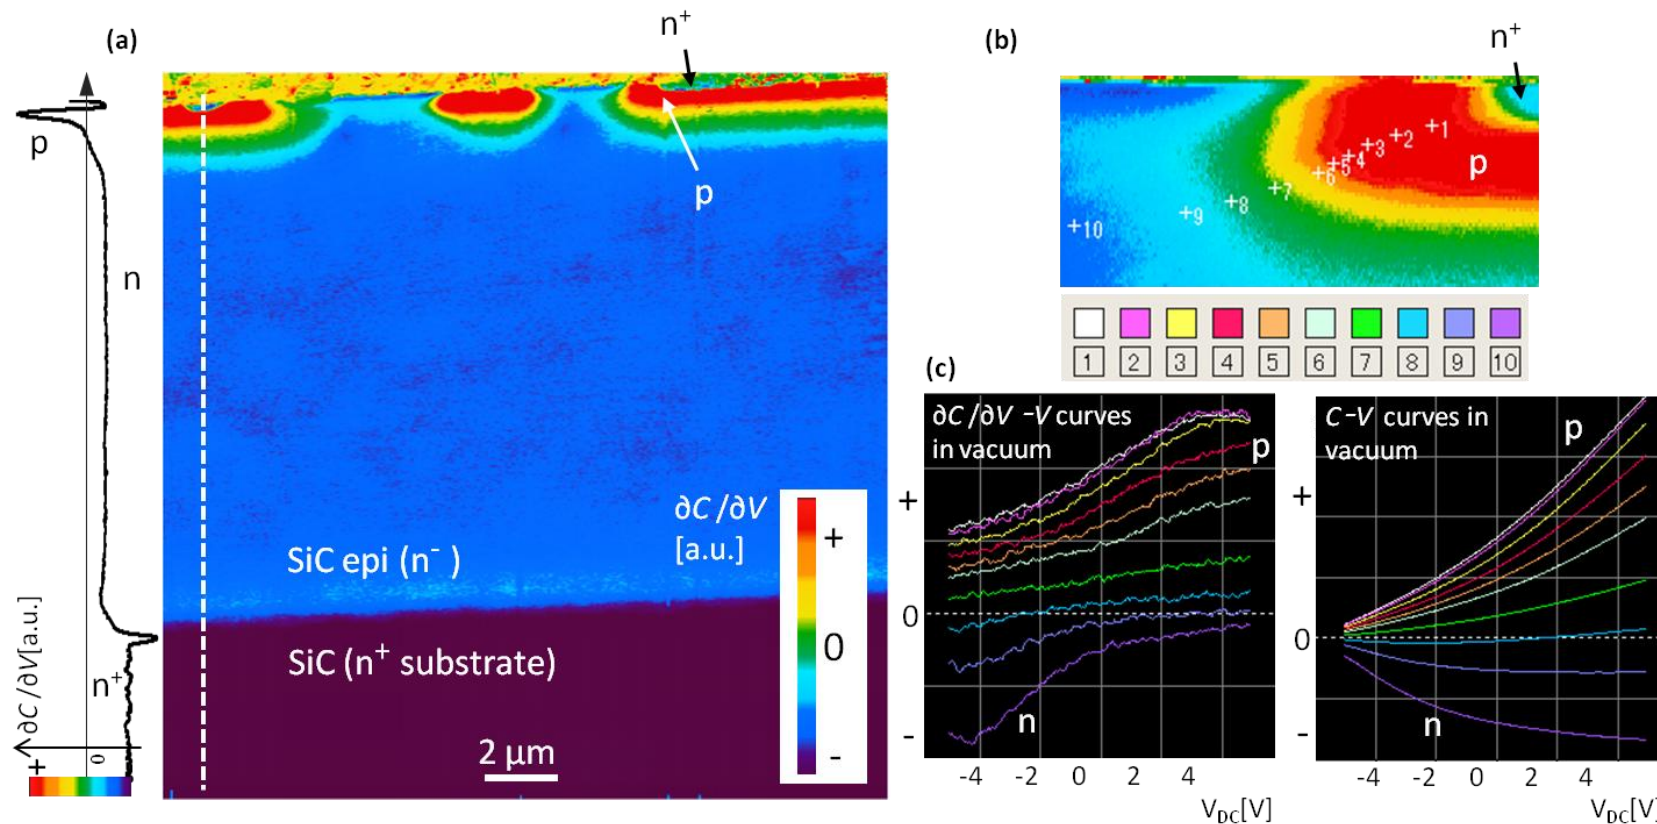 (a)
n⁺
p
n
n⁺
∂C/∂V[a.u.]
+
0
p
SiC epi (n⁻)
SiC (n⁺ substrate)
2 μm
∂C/∂V
[a.u.]
+
0
-
(b)
n⁺
+1
+2
+3
+4
+5
+6
+7
+8
+9
+10
p
1 2 3 4 5 6 7 8 9 10
(c)
∂C/∂V –V curves
in vacuum
p
n
+
0
-
-4 -2 0 2 4
V_DC[V]
C–V curves in
vacuum
p
n
+
0
-
-4 -2 0 2 4
V_DC[V]